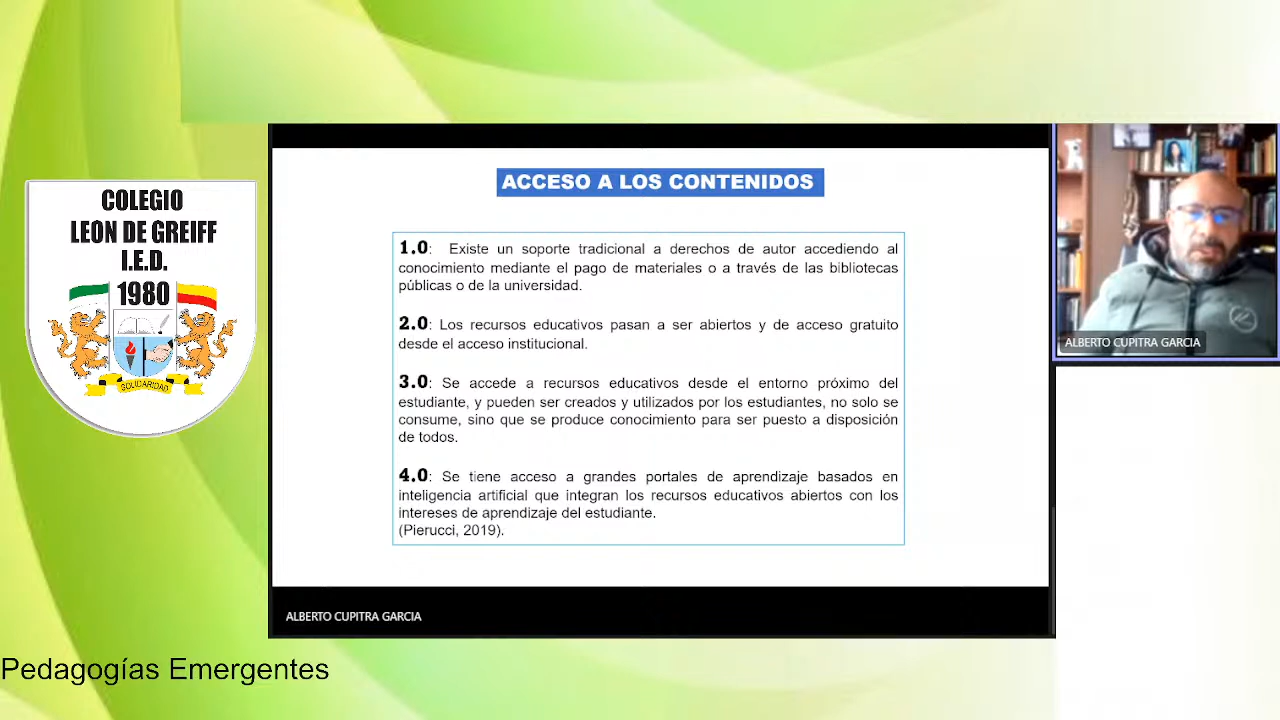 COLEGIO
LEON DE GREIFF
I.E.D.
1980
SOLIDARIDAD
ACCESO A LOS CONTENIDOS
1.0: Existe un soporte tradicional a derechos de autor accediendo al
conocimiento mediante el pago de materiales o a través de las bibliotecas
públicas o de la universidad.
2.0: Los recursos educativos pasan a ser abiertos y de acceso gratuito
desde el acceso institucional.
3.0: Se accede a recursos educativos desde el entorno próximo del
estudiante, y pueden ser creados y utilizados por los estudiantes, no solo se
consume, sino que se produce conocimiento para ser puesto a disposición
de todos.
4.0: Se tiene acceso a grandes portales de aprendizaje basados en
inteligencia artificial que integran los recursos educativos abiertos con los
intereses de aprendizaje del estudiante.
(Pierucci, 2019).
ALBERTO CUPITRA GARCIA
ALBERTO CUPITRA GARCIA
Pedagogías Emergentes